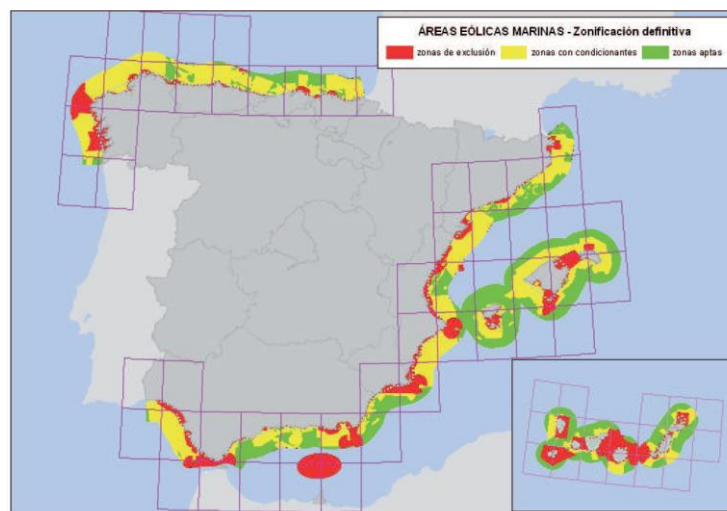 ÁREAS EÓLICAS MARINAS - Zonificación definitiva
zonas de exclusión zonas con condicionantes zonas aptas